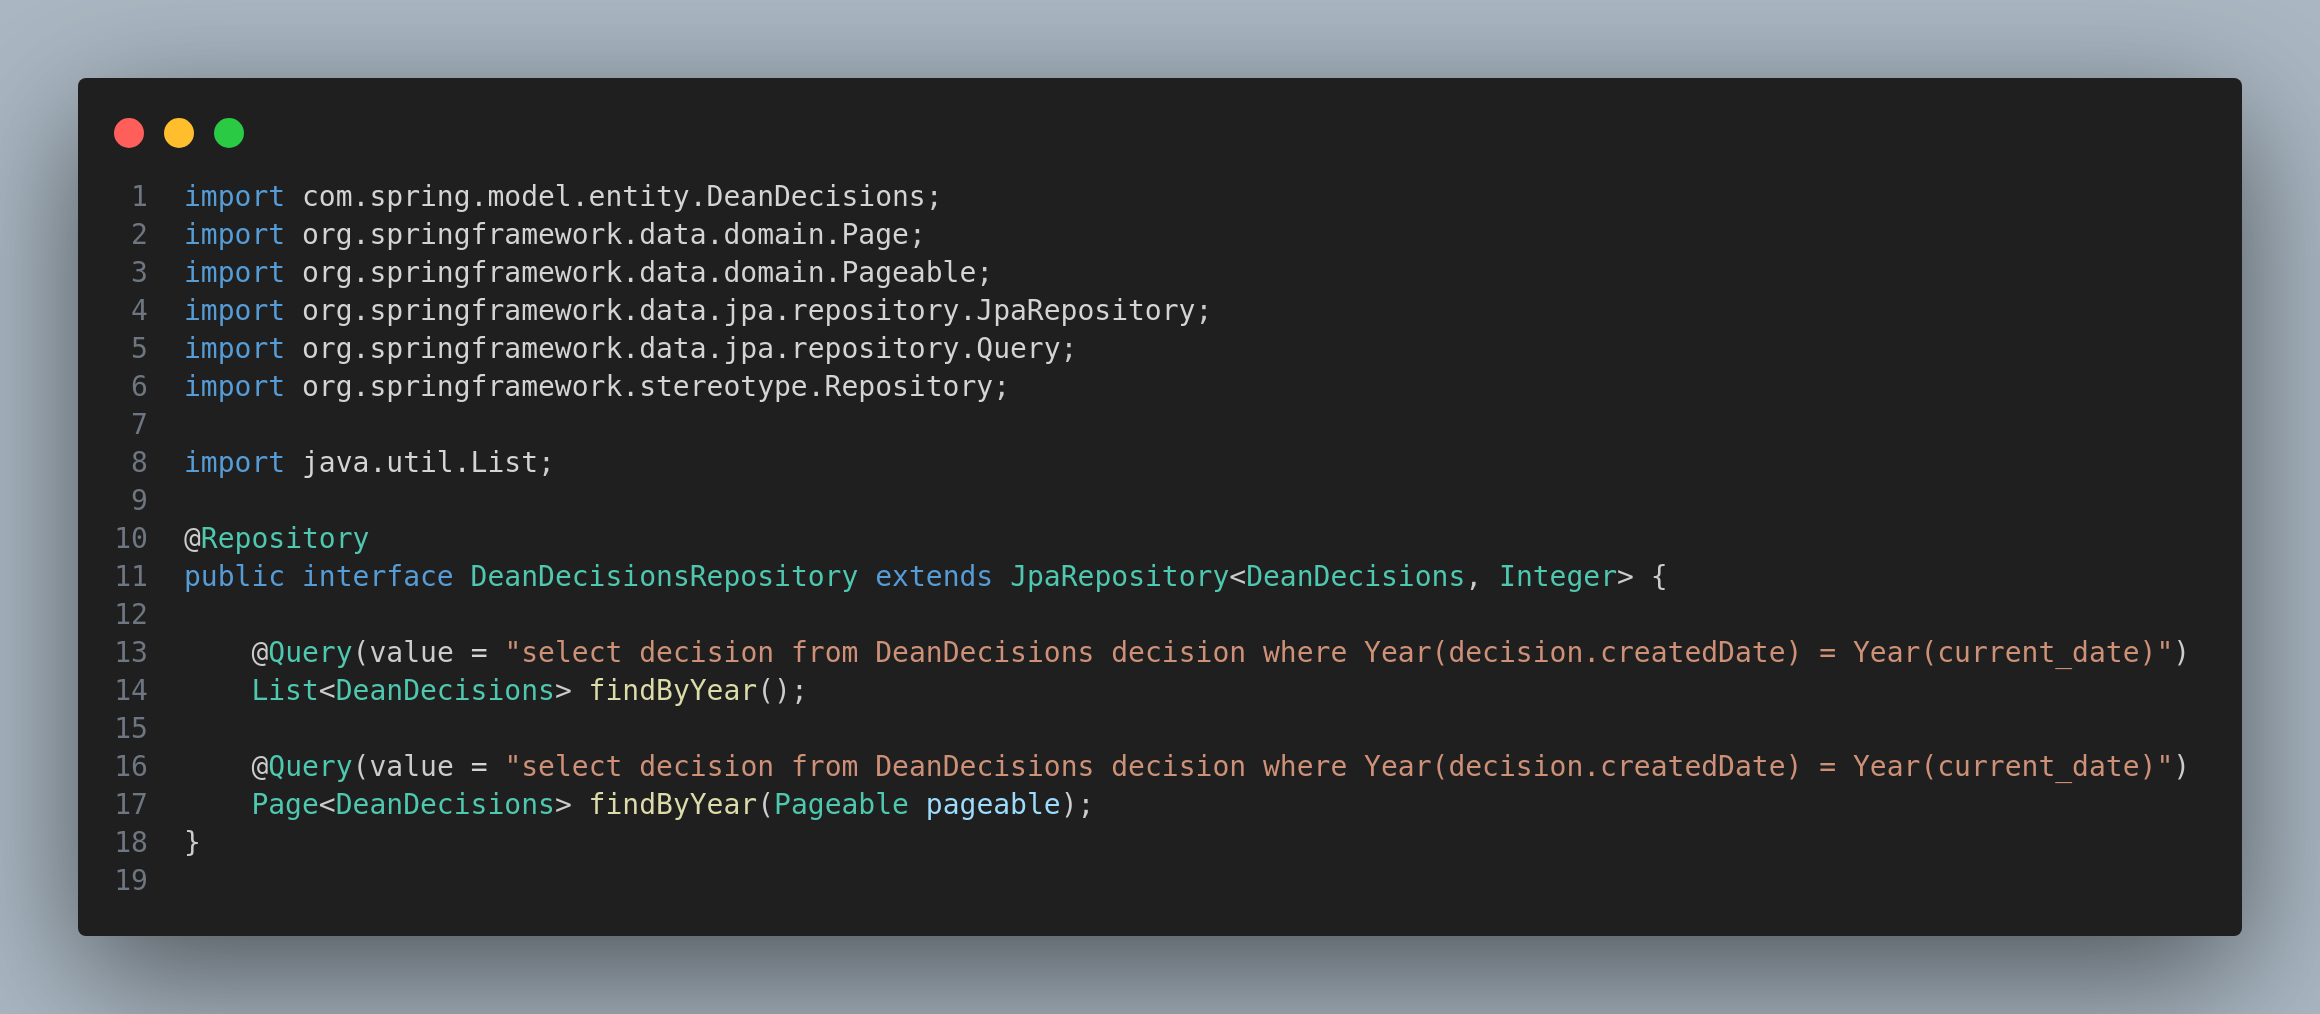 1 import com.spring.model.entity.DeanDecisions;
2 import org.springframework.data.domain.Page;
3 import org.springframework.data.domain.Pageable;
4 import org.springframework.data.jpa.repository.JpaRepository;
5 import org.springframework.data.jpa.repository.Query;
6 import org.springframework.stereotype.Repository;
7
8 import java.util.List;
9
10 @Repository
11 public interface DeanDecisionsRepository extends JpaRepository<DeanDecisions, Integer> {
12
13     @Query(value = "select decision from DeanDecisions decision where Year(decision.createdDate) = Year(current_date)")
14     List<DeanDecisions> findByYear();
15
16     @Query(value = "select decision from DeanDecisions decision where Year(decision.createdDate) = Year(current_date)")
17     Page<DeanDecisions> findByYear(Pageable pageable);
18 }
19